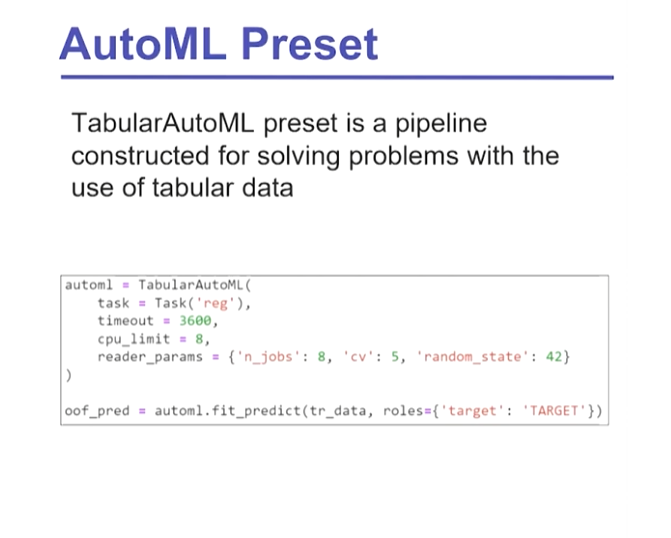 AutoML Preset
TabularAutoML preset is a pipeline
constructed for solving problems with the
use of tabular data
automl = TabularAutoML(
    task = Task('reg'),
    timeout = 3600,
    cpu_limit = 8,
    reader_params = {'n_jobs': 8, 'cv': 5, 'random_state': 42}
)
oof_pred = automl.fit_predict(tr_data, roles={'target': 'TARGET'})